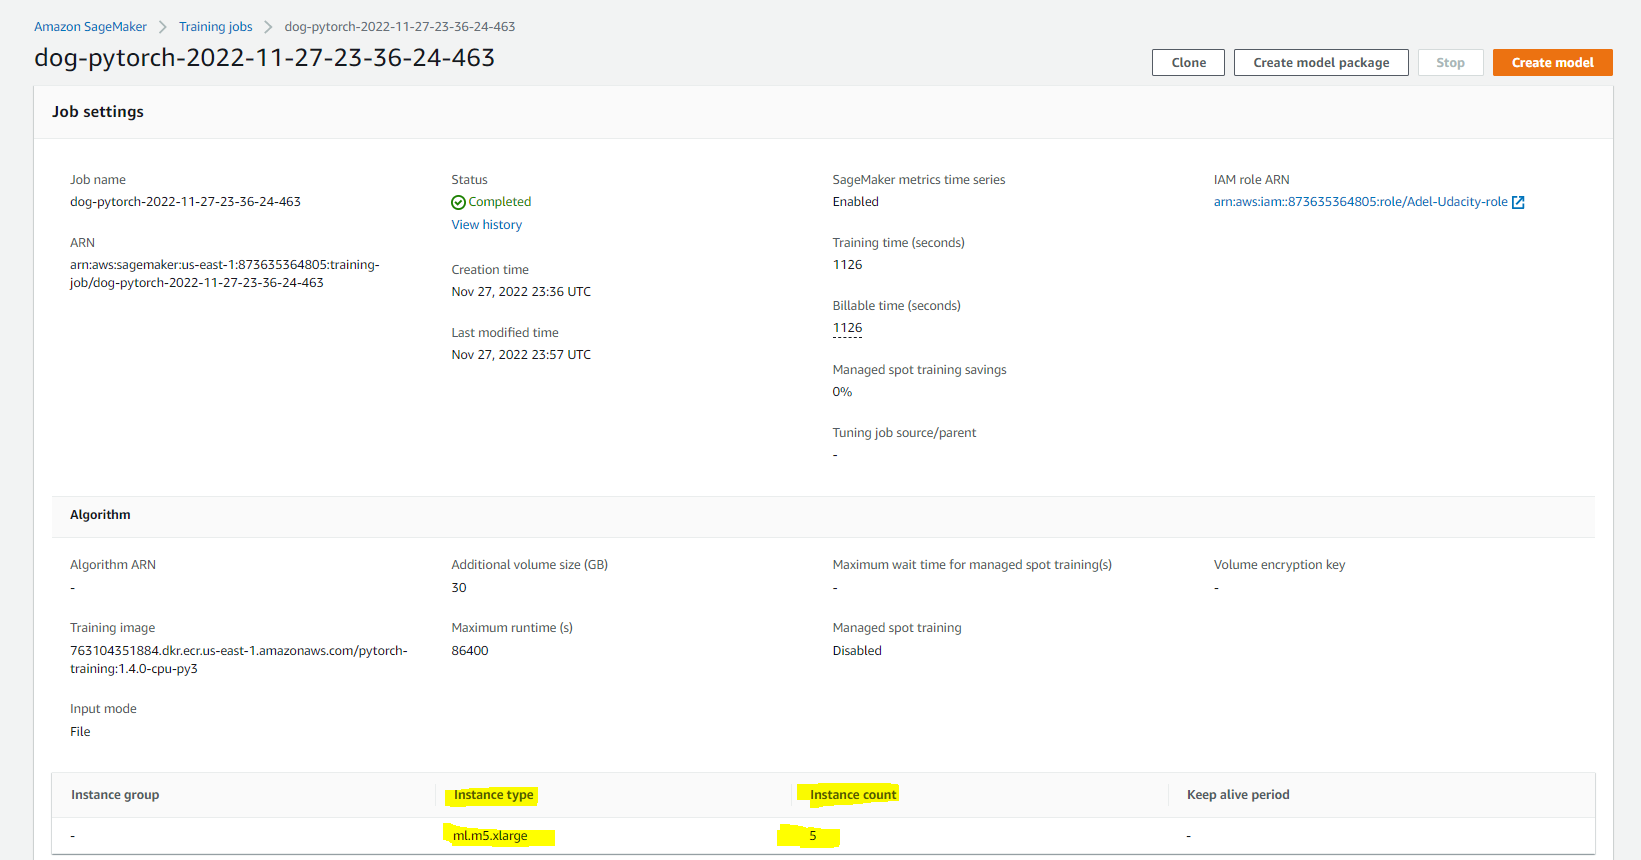 Amazon SageMaker > Training jobs > dog-pytorch-2022-11-27-23-36-24-463
dog-pytorch-2022-11-27-23-36-24-463
Clone
Create model package
Stop
Create model
Job settings
Job name
dog-pytorch-2022-11-27-23-36-24-463
ARN
arn:aws:sagemaker:us-east-1:873635364805:training-
job/dog-pytorch-2022-11-27-23-36-24-463
Status
Completed
View history
Creation time
Nov 27, 2022 23:36 UTC
Last modified time
Nov 27, 2022 23:57 UTC
SageMaker metrics time series
Enabled
Training time (seconds)
1126
Billable time (seconds)
1126
Managed spot training savings
0%
Tuning job source/parent
-
IAM role ARN
arn:aws:iam::873635364805:role/Adel-Udacity-role
Algorithm
Algorithm ARN
-
Training image
763104351884.dkr.ecr.us-east-1.amazonaws.com/pytorch-
training:1.4.0-cpu-py3
Input mode
File
Additional volume size (GB)
30
Maximum runtime (s)
86400
Maximum wait time for managed spot training(s)
-
Managed spot training
Disabled
Volume encryption key
-
Instance group
Instance type
Instance count
Keep alive period
-
ml.m5.xlarge
5
-